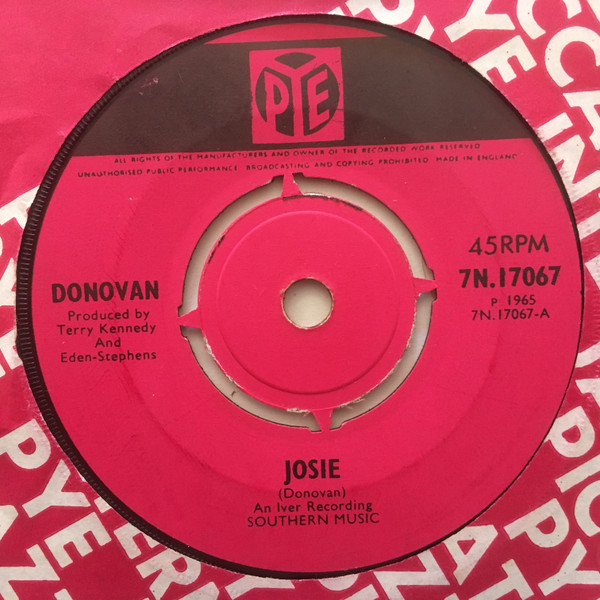 PYE
ALL RIGHTS OF THE MANUFACTURERS AND OWNER OF THE RECORDED WORK RESERVED
UNAUTHORISED PUBLIC PERFORMANCE, BROADCASTING AND COPYING PROHIBITED. MADE IN ENGLAND
45RPM
DONOVAN
7N.17067
Produced by
Terry Kennedy
And
Eden-Stephens
P 1965
7N.17067-A
JOSIE
(Donovan)
An Iver Recording
SOUTHERN MUSIC
PYE
PYE